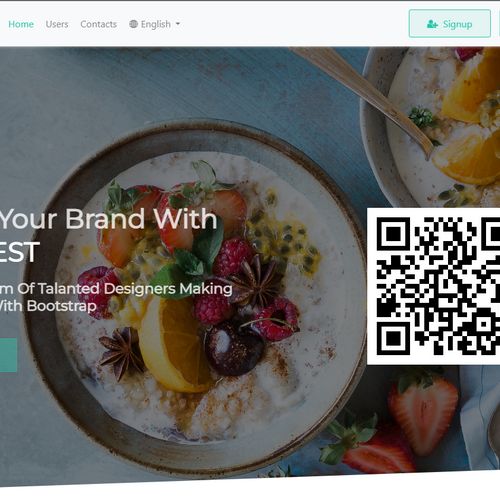 Home Users Contacts English
Signup
Your Brand With
EST
m Of Talanted Designers Making
With Bootstrap